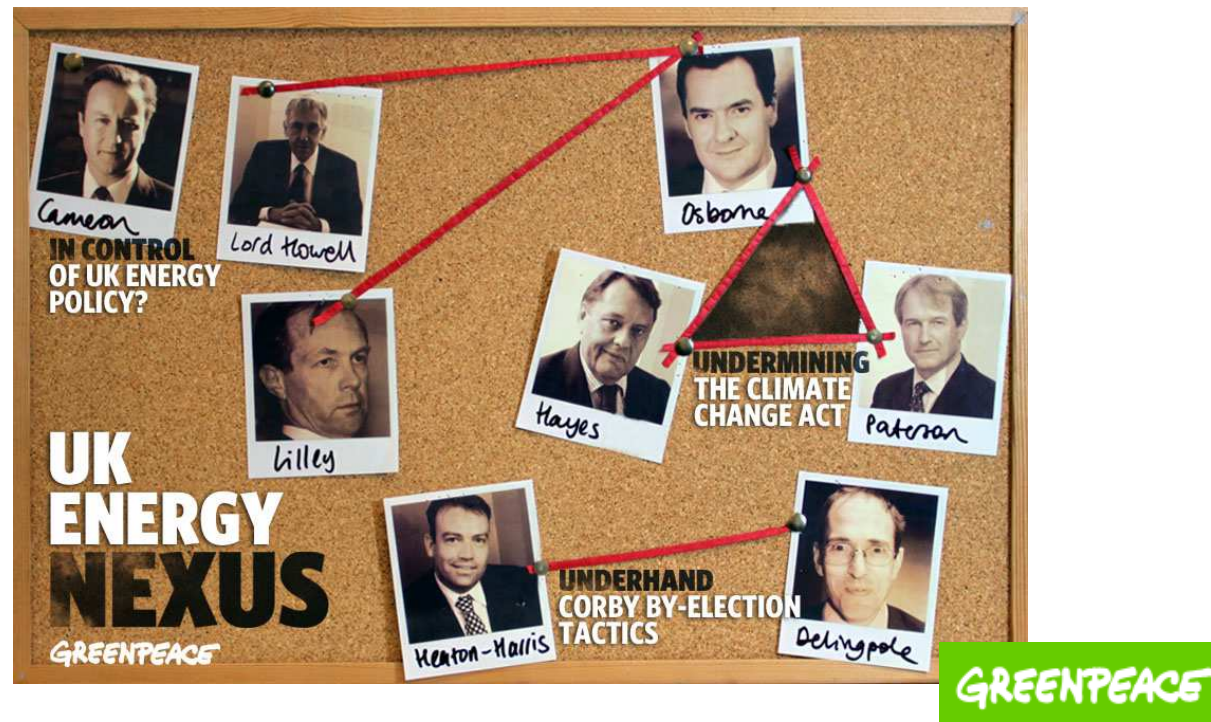 Cameon
IN CONTROL
OF UK ENERGY
POLICY?
Lord Howell
Osborne
Lilley
Hayes
UNDERMINING
THE CLIMATE
CHANGE ACT
Paterson
UK
ENERGY
NEXUS
GREENPEACE
Heaton-Harris
UNDERHAND
CORBY BY-ELECTION
TACTICS
Delingpole
GREENPEACE